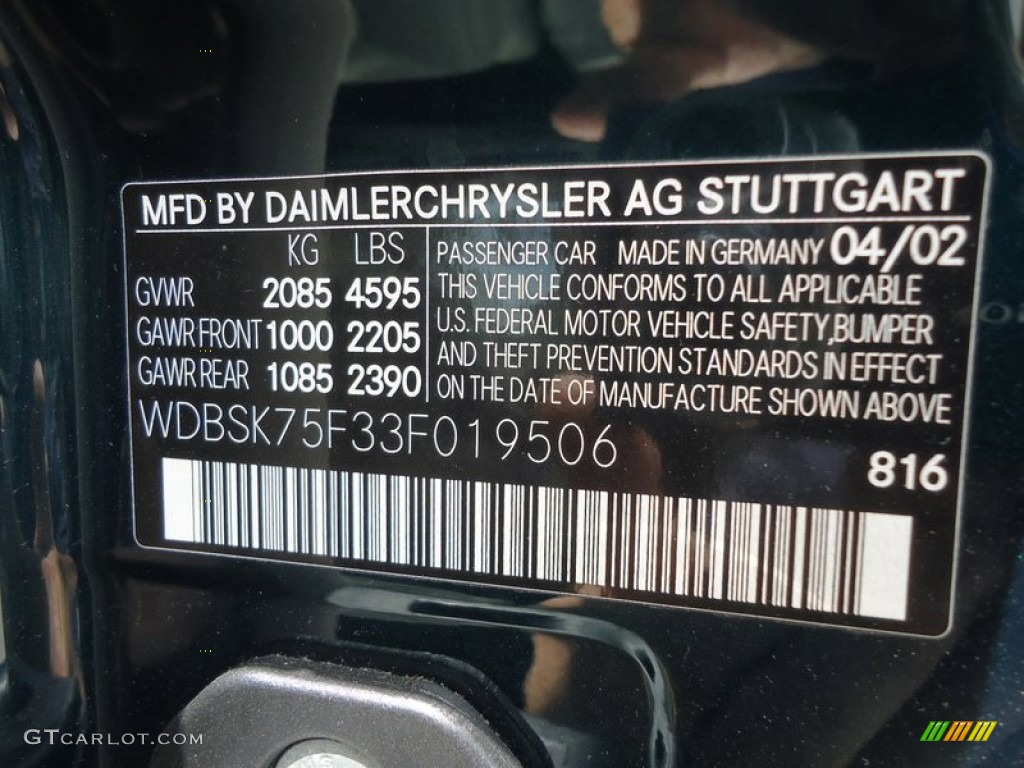 MFD BY DAIMLERCHRYSLER AG STUTTGART
KG LBS
GVWR 2085 4595
GAWR FRONT 1000 2205
GAWR REAR 1085 2390
PASSENGER CAR MADE IN GERMANY 04/02
THIS VEHICLE CONFORMS TO ALL APPLICABLE
U.S. FEDERAL MOTOR VEHICLE SAFETY, BUMPER
AND THEFT PREVENTION STANDARDS IN EFFECT
ON THE DATE OF MANUFACTURE SHOWN ABOVE
WDBSK75F33F019506
816
GTCARLOT.COM